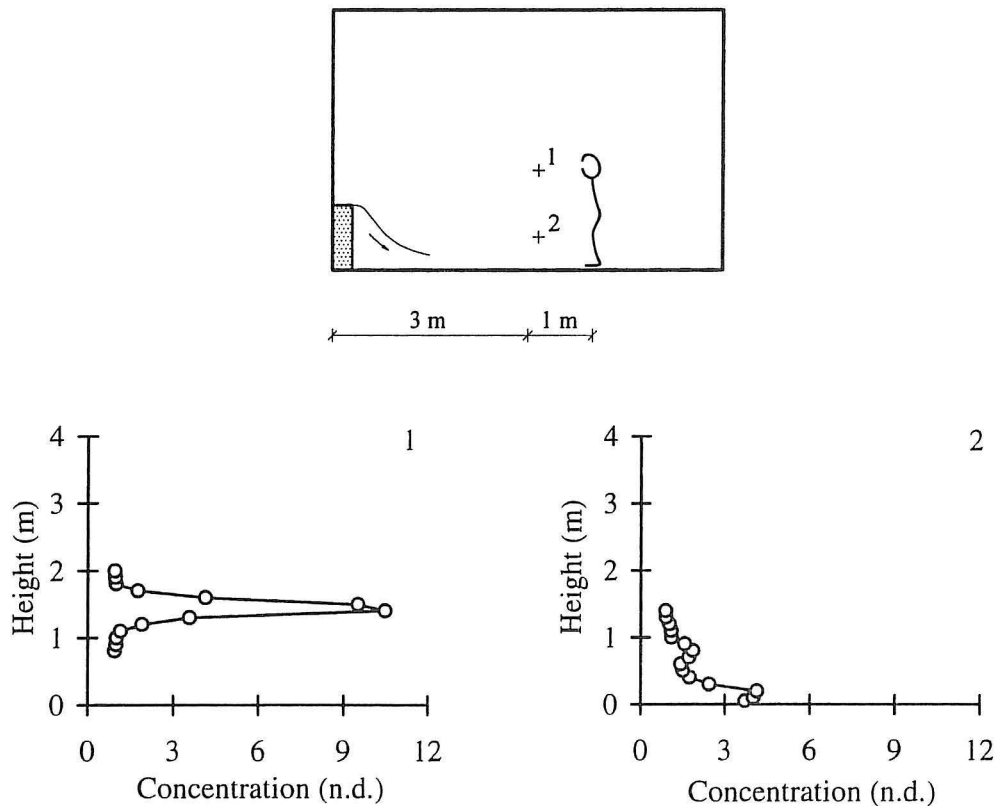 +1
+2
3 m 1 m
4 1
3
2
1
0
Height (m)
0 3 6 9 12
Concentration (n.d.)
4 2
3
2
1
0
Height (m)
0 3 6 9 12
Concentration (n.d.)